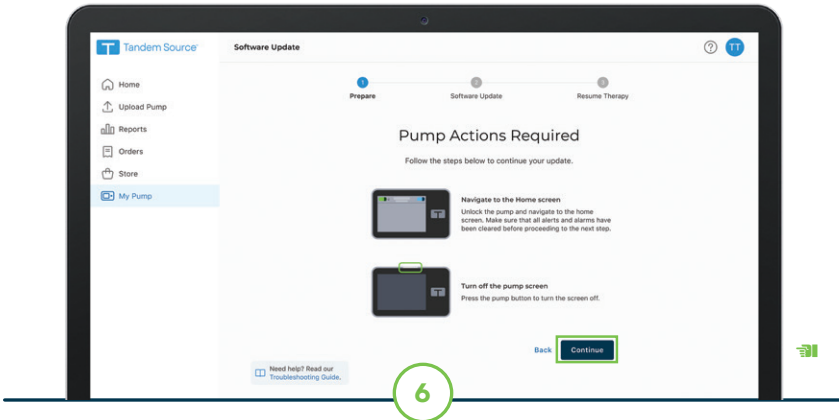 Tandem Source
Software Update
TT
Home
Upload Pump
Reports
Orders
Store
My Pump
1
2
3
Prepare
Software Update
Resume Therapy
Pump Actions Required
Follow the steps below to continue your update.
Navigate to the Home screen
Unlock the pump and navigate to the home
screen. Make sure that all alerts and alarms have
been cleared before proceeding to the next step.
Turn off the pump screen
Press the pump button to turn the screen off.
Back
Continue
Need help? Read our
Troubleshooting Guide.
6